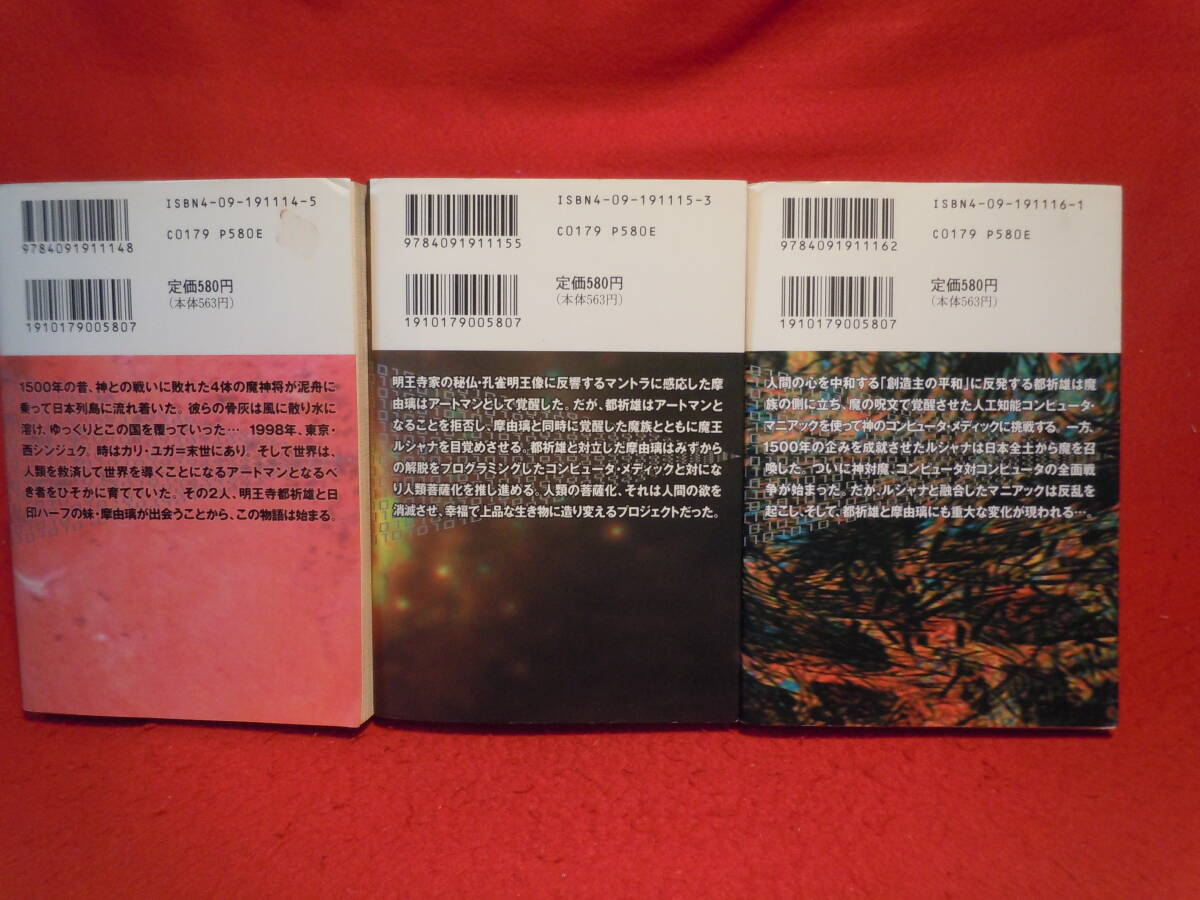 ISBN4-09-191114-5
C0179 P580E
9784091911148
定価580円
(本体563円)
1910179005807
1500年の昔、神との戦いに敗れた4体の魔神将が泥舟に
乗って日本列島に流れ着いた。彼らの骨灰は風に散り水に
溶け、ゆっくりとこの国を覆っていった… 1998年、東京・
西シンジュク。時はカリ・ユガ=末世にあり。そして世界は、
人類を救済して世界を導くことになるアートマンとなるべ
き者をひそかに育てていた。その2人、明王寺都祈雄と日
印ハーフの妹・摩由璃が出会うことから、この物語は始まる。
ISBN4-09-191115-3
C0179 P580E
9784091911155
定価580円
(本体563円)
1910179005807
明王寺家の秘仏・孔雀明王像に反響するマントラに感応した摩
由璃はアートマンとして覚醒した。だが、都祈雄はアートマンと
なることを拒否し、摩由璃と同時に覚醒した魔族とともに魔王
ルシャナを目覚めさせる。都祈雄と対立した摩由璃はみずから
の解脱をプログラミングしたコンピュータ・メディックと対にな
り人類菩薩化を推し進める。人類の菩薩化、それは人間の欲を
消滅させ、幸福で上品な生き物に造り変えるプロジェクトだった。
ISBN4-09-191116-1
C0179 P580E
9784091911162
定価580円
(本体563円)
1910179005807
人間の心を中和する「創造主の平和」に反発する都祈雄は魔
族の側に立ち、魔の呪文で覚醒させた人工知能コンピュータ・
マニアックを使って神のコンピュータ・メディックに挑戦する。一方、
1500年の企みを成就させたルシャナは日本全土から魔を召
喚した。ついに神対魔、コンピュータ対コンピュータの全面戦
争が始まった。だが、ルシャナと融合したマニアックは反乱を
起こし、そして、都祈雄と摩由璃にも重大な変化が現われる…。